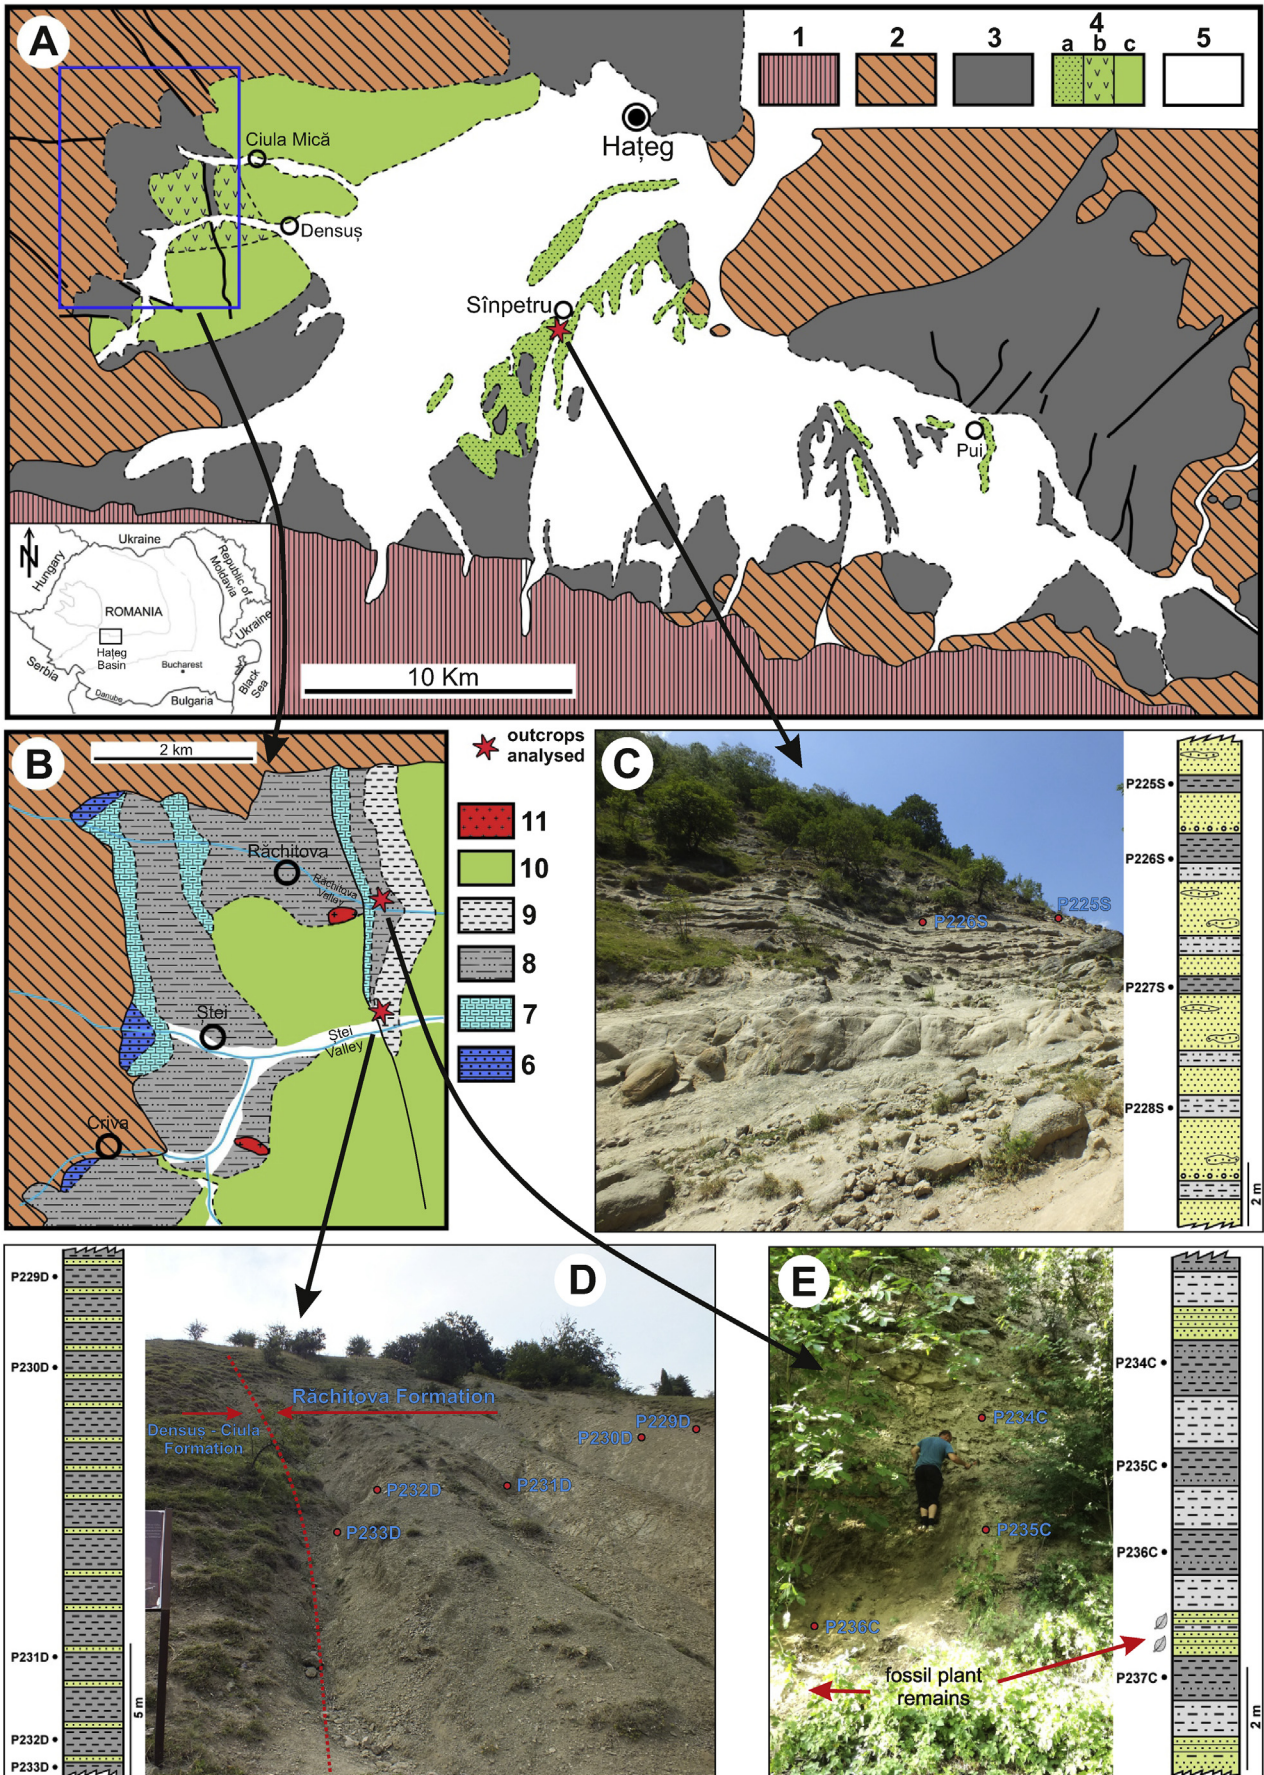 A
1
2
3
4
5
a
b
c
Ciula Mică
Hațeg
Densuș
Sînpetru
Pui
N
Ukraine
Hungary
Republic of
Moldavia
ROMANIA
Ukraine
Hațeg
Basin
Bucharest
Serbia
Black
Sea
Danube
Bulgaria
10 Km
B
2 km
outcrops
analysed
Răchitova
Răchitova
Valley
Ștei
Ștei
Valley
Criva
11
10
9
8
7
6
C
P226S
P225S
P225S
P226S
P227S
P228S
2 m
P229D
P230D
P231D
P232D
P233D
5 m
D
Răchitova Formation
Densuș - Ciula
Formation
P229D
P230D
P232D
P231D
P233D
E
P234C
P235C
P236C
fossil plant
remains
P234C
P235C
P236C
P237C
2 m